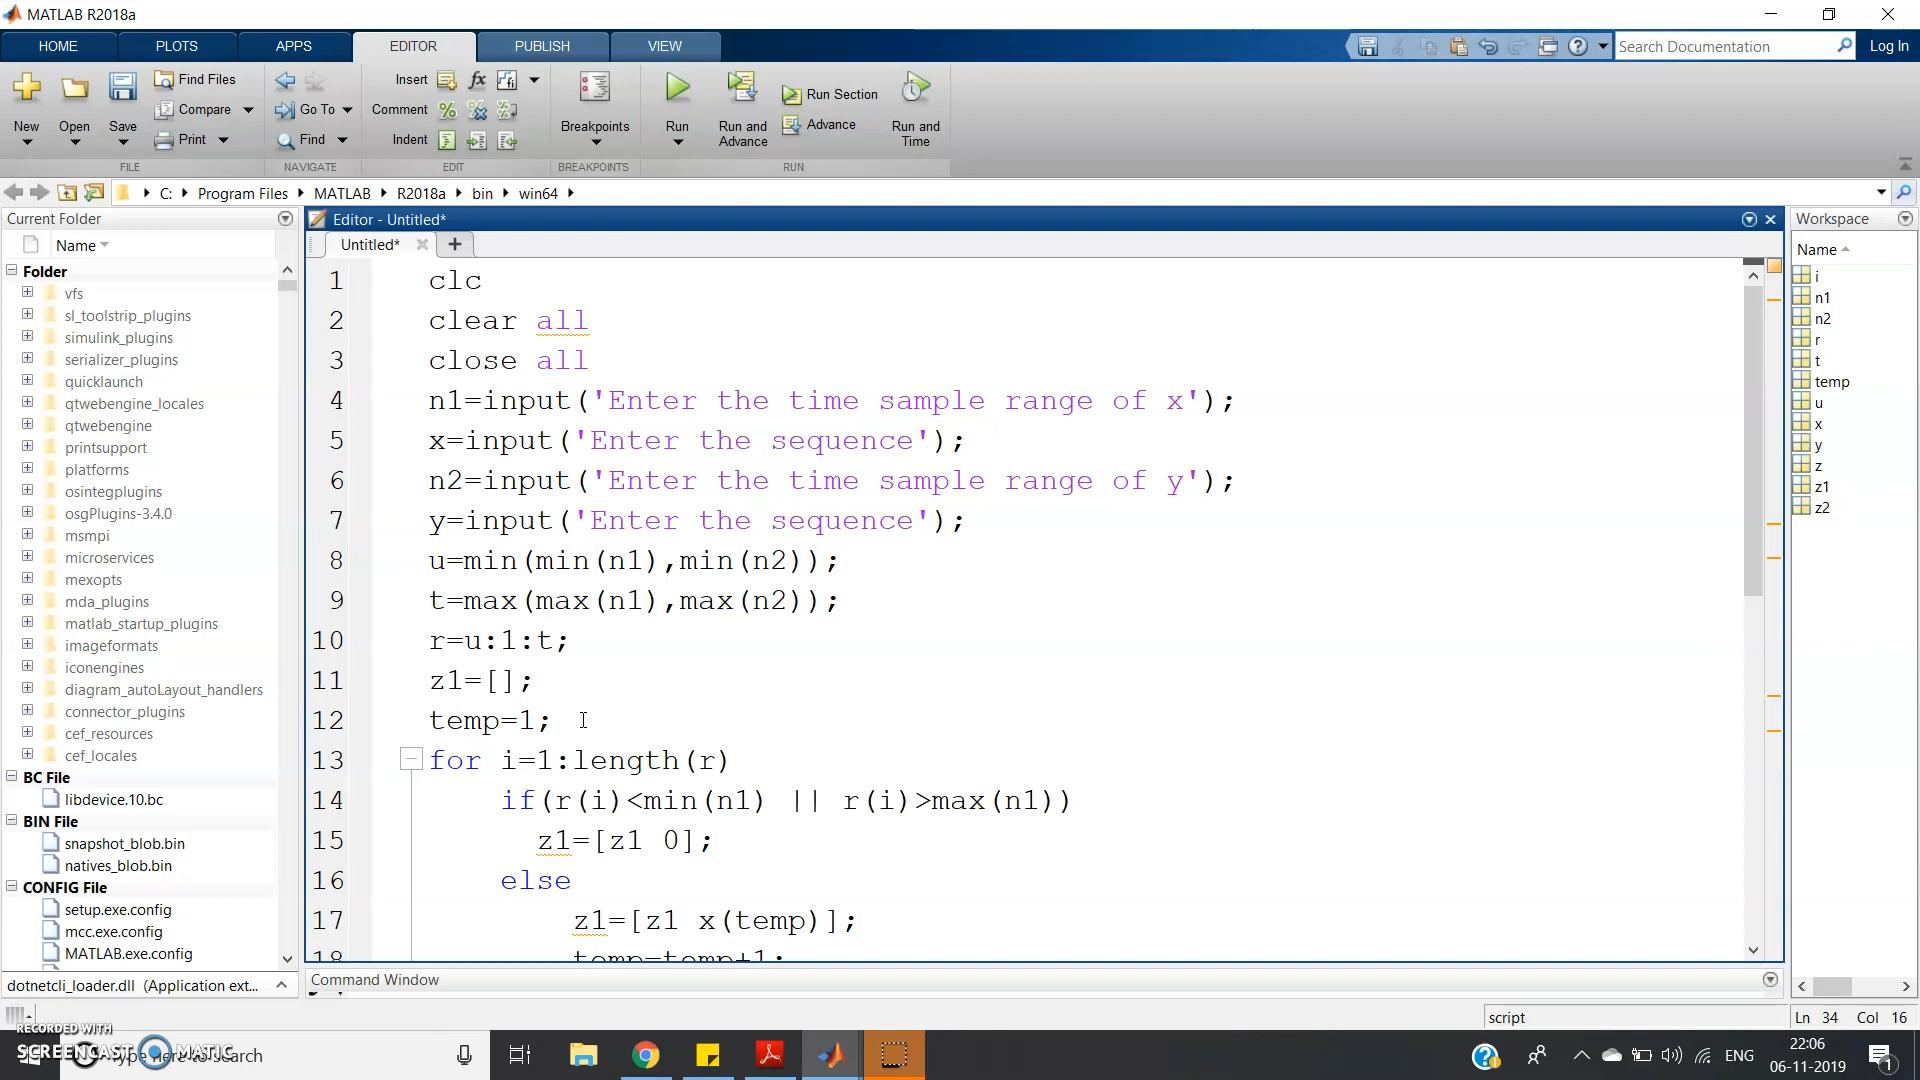 MATLAB R2018a
HOME PLOTS APPS EDITOR PUBLISH VIEW
Search Documentation Log In
New Open Save
Find Files
Compare
Print
FILE
Go To
Find
NAVIGATE
Insert fx
Comment
Indent
EDIT
Breakpoints
BREAKPOINTS
Run
Run and Advance
Run Section
Advance
Run and Time
RUN
C: Program Files MATLAB R2018a bin win64
Current Folder
Name
Folder
vfs
sl_toolstrip_plugins
simulink_plugins
serializer_plugins
quicklaunch
qtwebengine_locales
qtwebengine
printsupport
platforms
osintegplugins
osgPlugins-3.4.0
msmpi
microservices
mexopts
mda_plugins
matlab_startup_plugins
imageformats
iconengines
diagram_autoLayout_handlers
connector_plugins
cef_resources
cef_locales
BC File
libdevice.10.bc
BIN File
snapshot_blob.bin
natives_blob.bin
CONFIG File
setup.exe.config
mcc.exe.config
MATLAB.exe.config
dotnetcli_loader.dll (Application ext...
Editor - Untitled*
Untitled*
1 clc
2 clear all
3 close all
4 n1=input('Enter the time sample range of x');
5 x=input('Enter the sequence');
6 n2=input('Enter the time sample range of y');
7 y=input('Enter the sequence');
8 u=min(min(n1),min(n2));
9 t=max(max(n1),max(n2));
10 r=u:1:t;
11 z1=[];
12 temp=1;
13 for i=1:length(r)
14 if(r(i)<min(n1) || r(i)>max(n1))
15 z1=[z1 0];
16 else
17 z1=[z1 x(temp)];
18 temp=temp+1;
Command Window
Workspace
Name
i
n1
n2
r
t
temp
u
x
y
z
z1
z2
script
Ln 34 Col 16
RECORDED WITH
SCREENCAST MATIC
Type here to search
ENG
22:06
06-11-2019
1